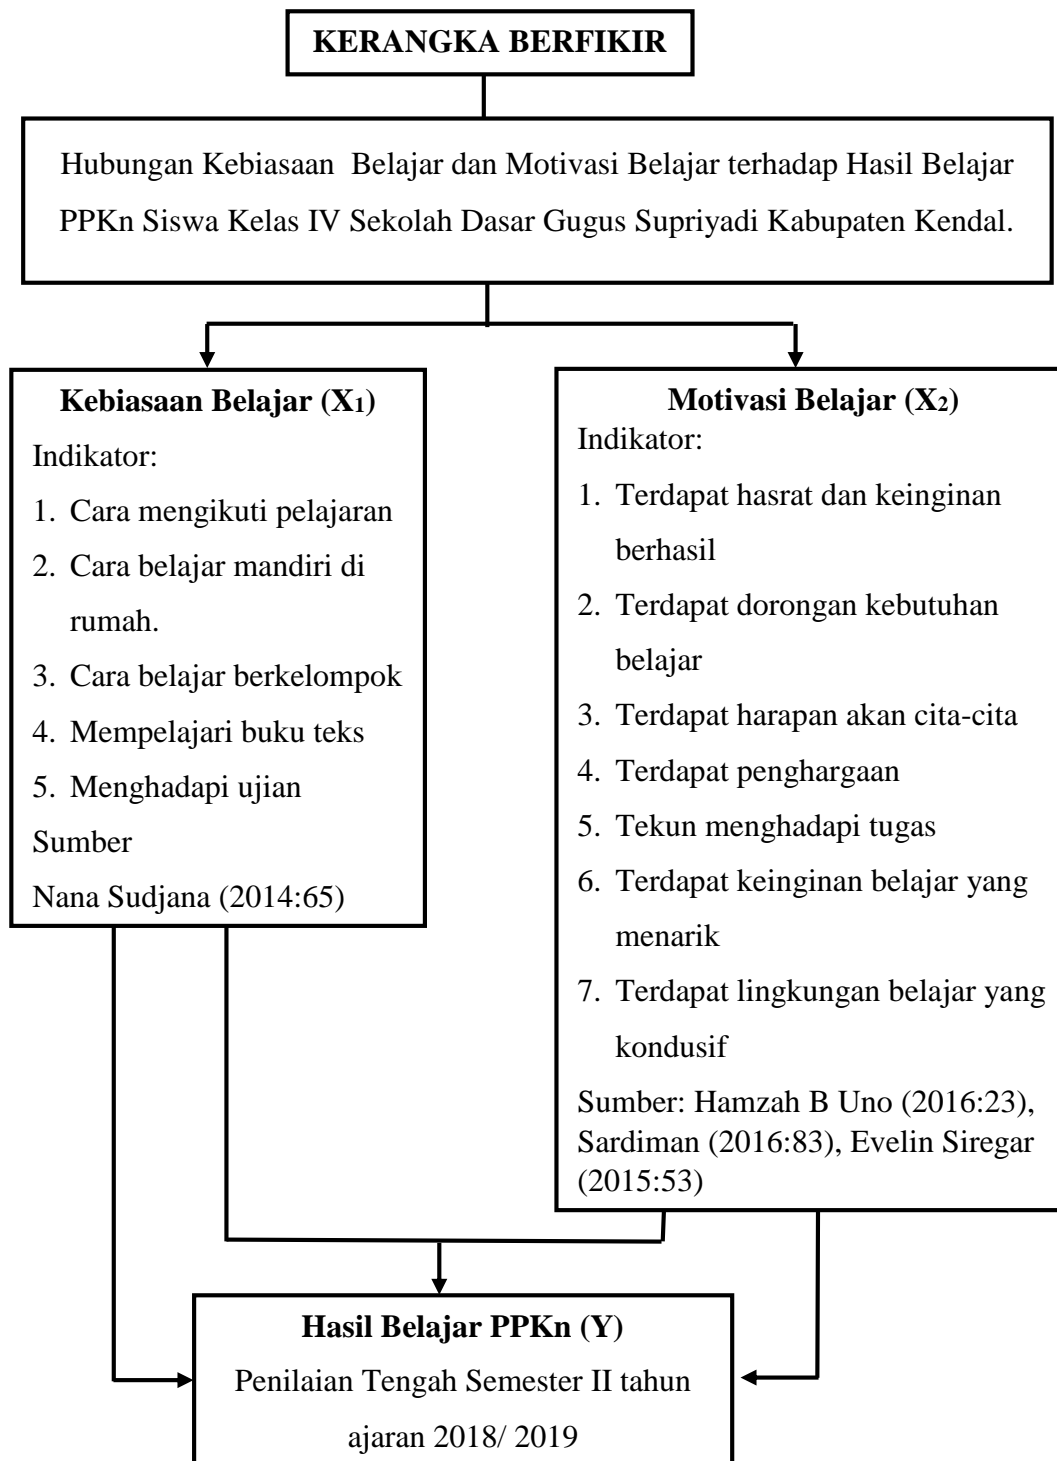 KERANGKA BERFIKIR
Hubungan Kebiasaan Belajar dan Motivasi Belajar terhadap Hasil Belajar
PPKn Siswa Kelas IV Sekolah Dasar Gugus Supriyadi Kabupaten Kendal.
Kebiasaan Belajar (X1)
Indikator:
1. Cara mengikuti pelajaran
2. Cara belajar mandiri di
rumah.
3. Cara belajar berkelompok
4. Mempelajari buku teks
5. Menghadapi ujian
Sumber
Nana Sudjana (2014:65)
Motivasi Belajar (X2)
Indikator:
1. Terdapat hasrat dan keinginan
berhasil
2. Terdapat dorongan kebutuhan
belajar
3. Terdapat harapan akan cita-cita
4. Terdapat penghargaan
5. Tekun menghadapi tugas
6. Terdapat keinginan belajar yang
menarik
7. Terdapat lingkungan belajar yang
kondusif
Sumber: Hamzah B Uno (2016:23),
Sardiman (2016:83), Evelin Siregar
(2015:53)
Hasil Belajar PPKn (Y)
Penilaian Tengah Semester II tahun
ajaran 2018/ 2019